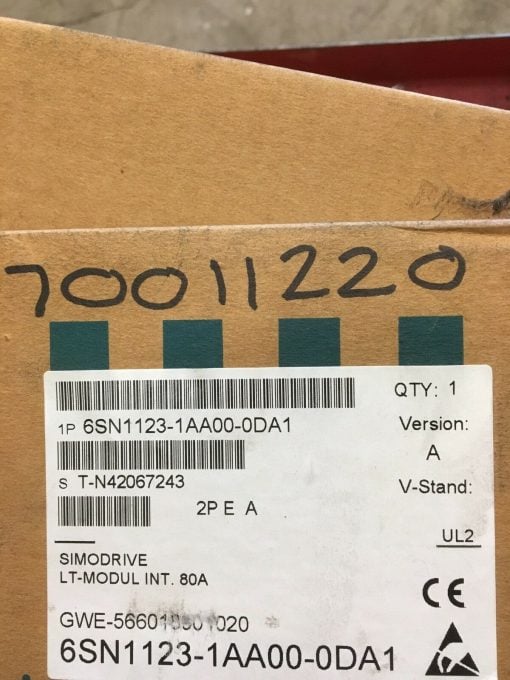 70011220
QTY: 1
1P 6SN1123-1AA00-0DA1
Version:
A
S T-N42067243
V-Stand:
2P E A
UL2
SIMODRIVE
LT-MODUL INT. 80A
CE
6SN1123-1AA00-0DA1